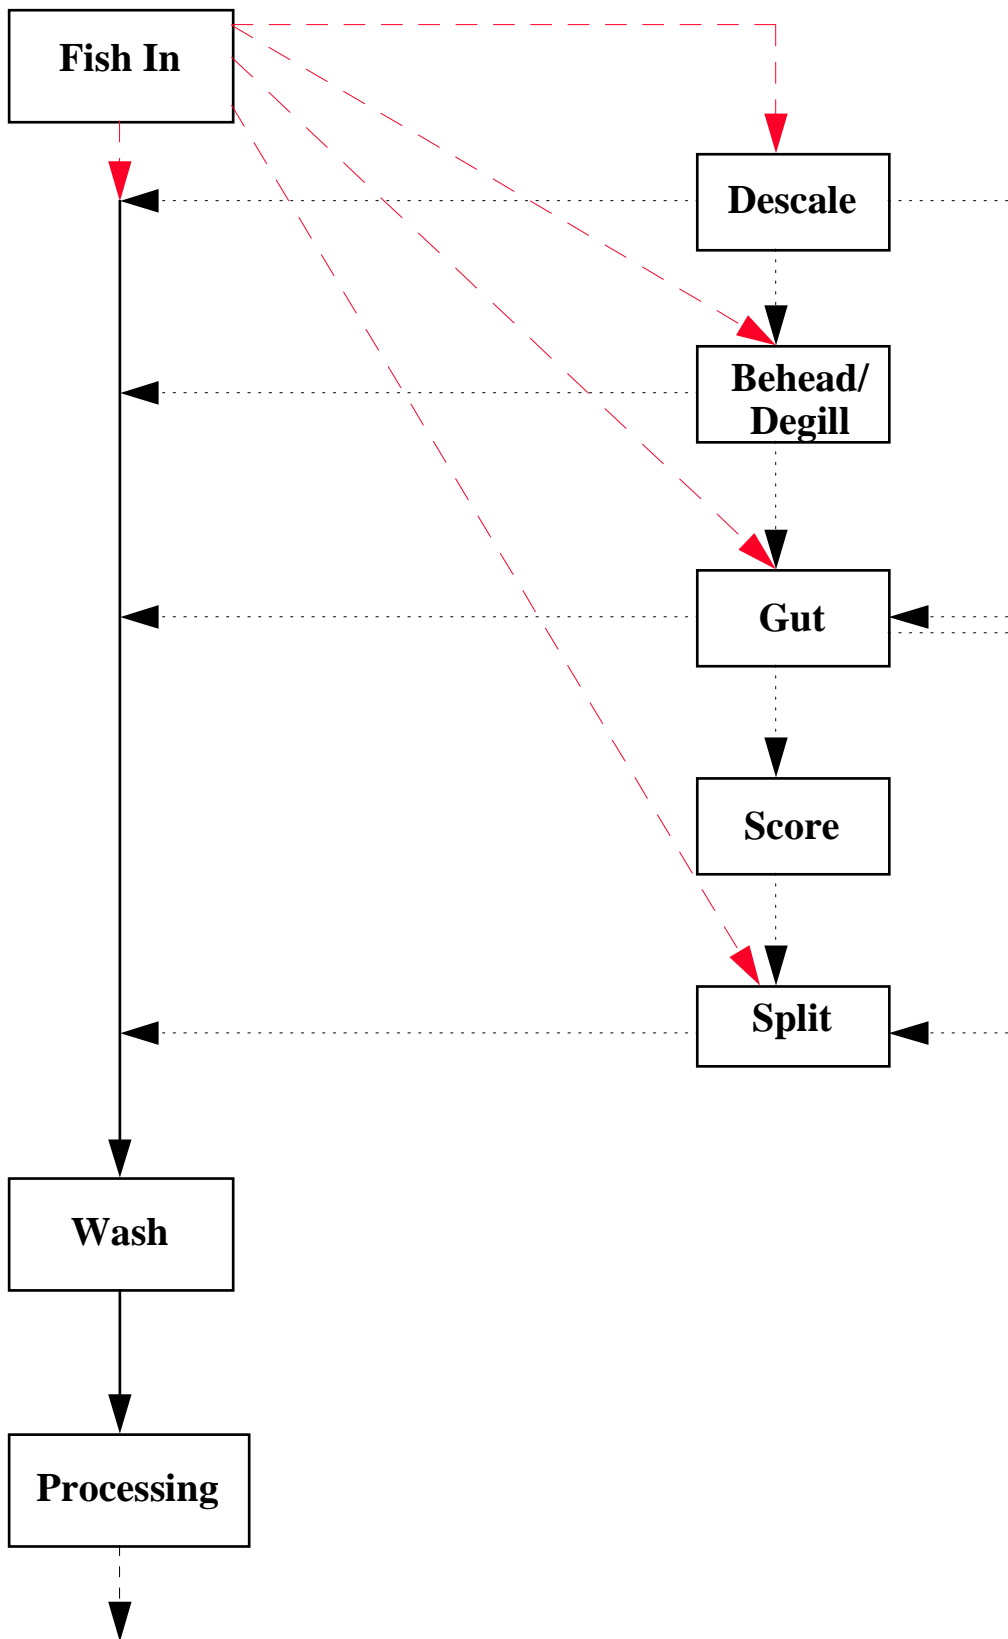 Fish In
Descale
Behead/
Degill
Gut
Score
Split
Wash
Processing